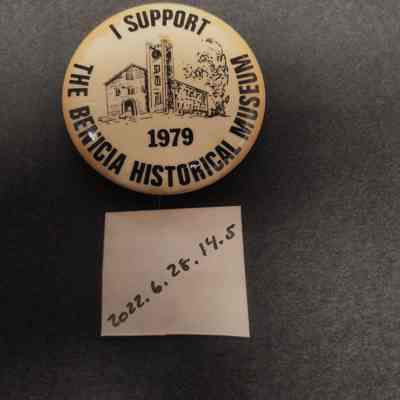 I SUPPORT
THE BENICIA HISTORICAL MUSEUM
1979
2022.6.28.14.5